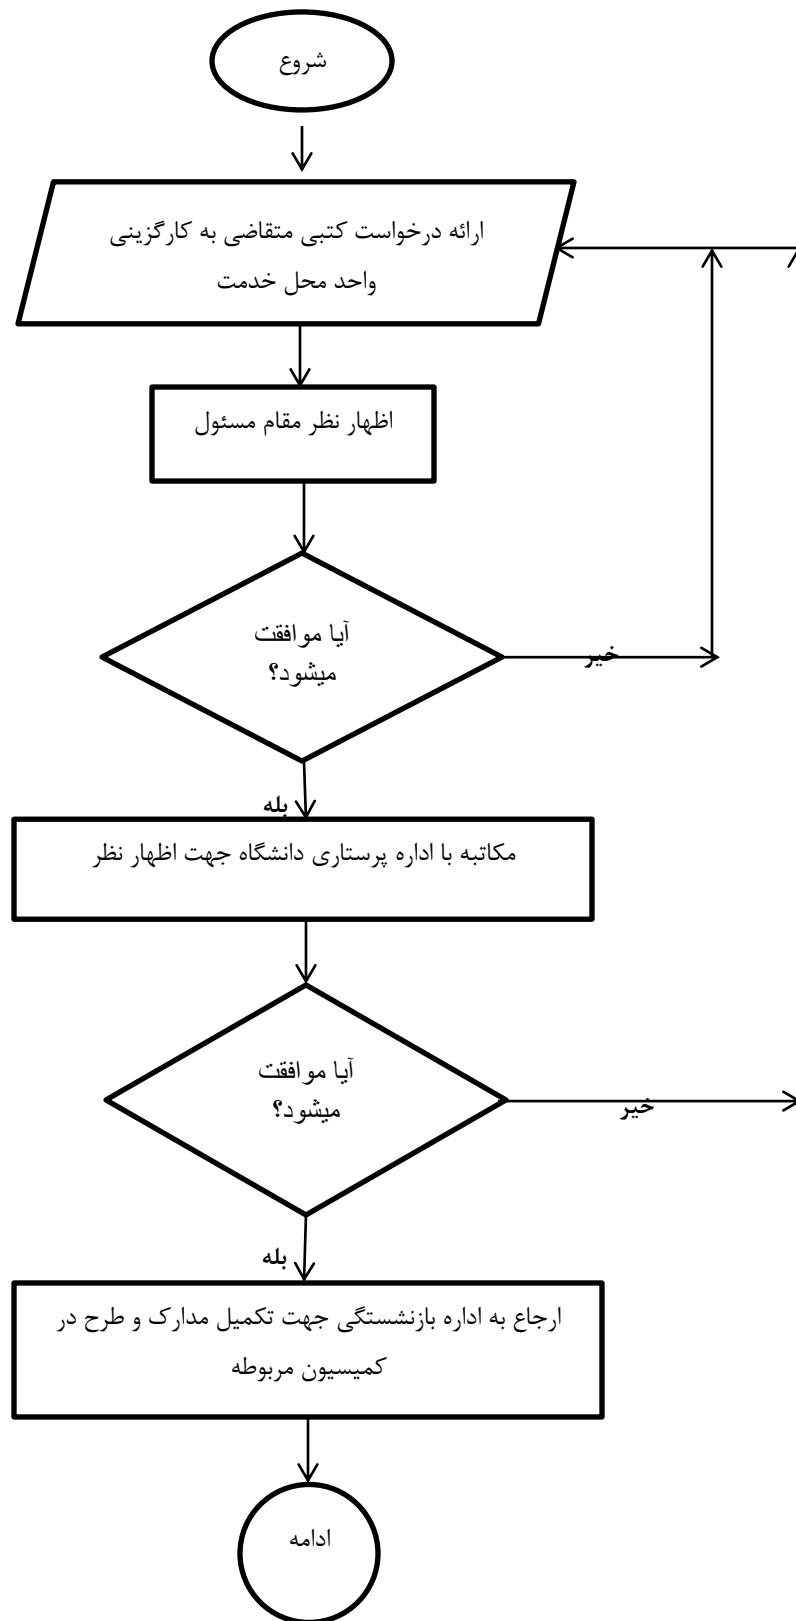 شروع
ارائه درخواست کتبی متقاضی به کارگزینی
واحد محل خدمت
اظهار نظر مقام مسئول
آیا موافقت
میشود؟
خیر
بله
مکاتبه با اداره پرستاری دانشگاه جهت اظهار نظر
آیا موافقت
میشود؟
خیر
بله
ارجاع به اداره بازنشستگی جهت تکمیل مدارک و طرح در
کمیسیون مربوطه
ادامه